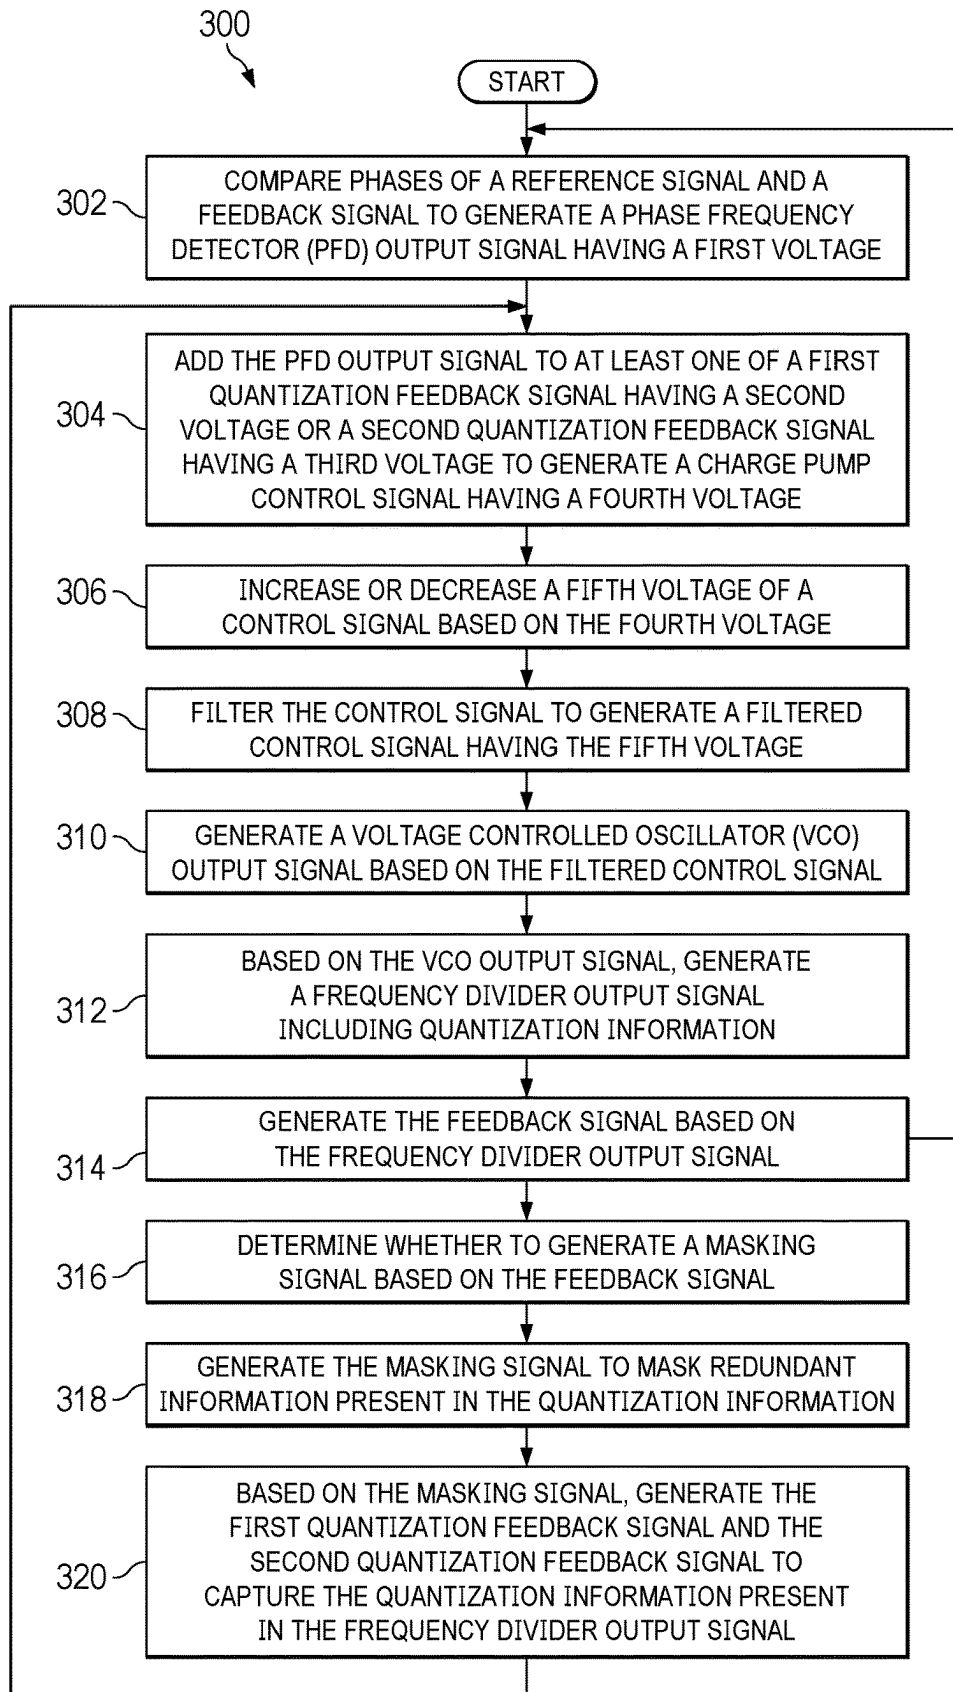 300
START
302
COMPARE PHASES OF A REFERENCE SIGNAL AND A
FEEDBACK SIGNAL TO GENERATE A PHASE FREQUENCY
DETECTOR (PFD) OUTPUT SIGNAL HAVING A FIRST VOLTAGE
304
ADD THE PFD OUTPUT SIGNAL TO AT LEAST ONE OF A FIRST
QUANTIZATION FEEDBACK SIGNAL HAVING A SECOND
VOLTAGE OR A SECOND QUANTIZATION FEEDBACK SIGNAL
HAVING A THIRD VOLTAGE TO GENERATE A CHARGE PUMP
CONTROL SIGNAL HAVING A FOURTH VOLTAGE
306
INCREASE OR DECREASE A FIFTH VOLTAGE OF A
CONTROL SIGNAL BASED ON THE FOURTH VOLTAGE
308
FILTER THE CONTROL SIGNAL TO GENERATE A FILTERED
CONTROL SIGNAL HAVING THE FIFTH VOLTAGE
310
GENERATE A VOLTAGE CONTROLLED OSCILLATOR (VCO)
OUTPUT SIGNAL BASED ON THE FILTERED CONTROL SIGNAL
312
BASED ON THE VCO OUTPUT SIGNAL, GENERATE
A FREQUENCY DIVIDER OUTPUT SIGNAL
INCLUDING QUANTIZATION INFORMATION
314
GENERATE THE FEEDBACK SIGNAL BASED ON
THE FREQUENCY DIVIDER OUTPUT SIGNAL
316
DETERMINE WHETHER TO GENERATE A MASKING
SIGNAL BASED ON THE FEEDBACK SIGNAL
318
GENERATE THE MASKING SIGNAL TO MASK REDUNDANT
INFORMATION PRESENT IN THE QUANTIZATION INFORMATION
320
BASED ON THE MASKING SIGNAL, GENERATE THE
FIRST QUANTIZATION FEEDBACK SIGNAL AND THE
SECOND QUANTIZATION FEEDBACK SIGNAL TO
CAPTURE THE QUANTIZATION INFORMATION PRESENT
IN THE FREQUENCY DIVIDER OUTPUT SIGNAL